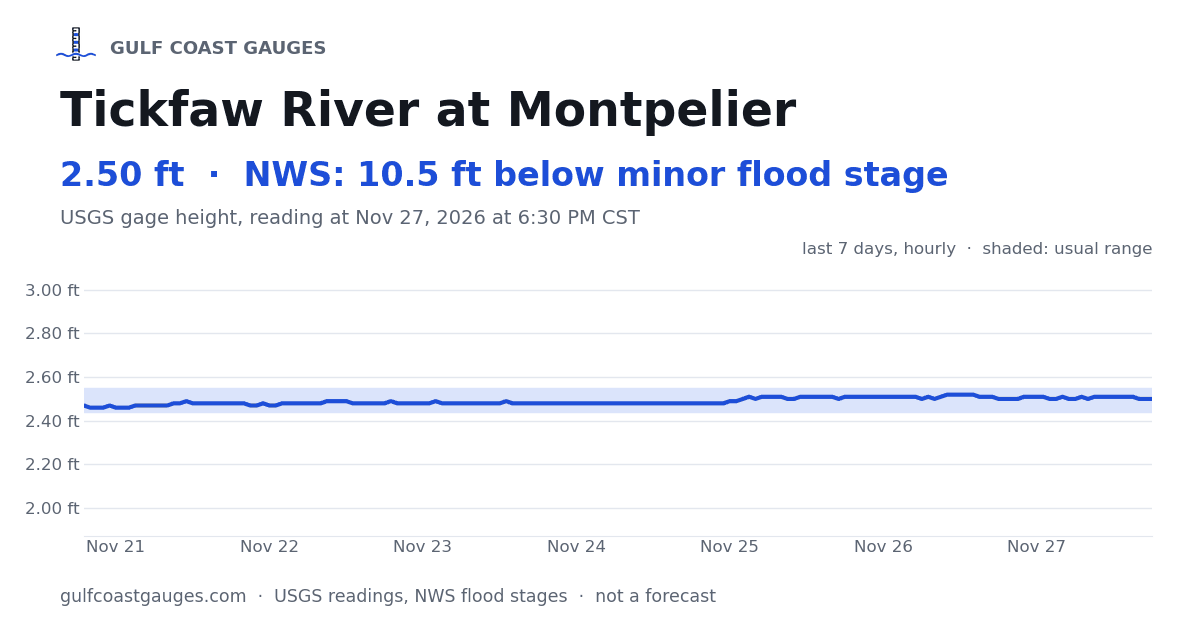 GULF COAST GAUGES
Tickfaw River at Montpelier
2.50 ft · NWS: 10.5 ft below minor flood stage
USGS gage height, reading at Nov 27, 2026 at 6:30 PM CST
last 7 days, hourly · shaded: usual range
3.00 ft
2.80 ft
2.60 ft
2.40 ft
2.20 ft
2.00 ft
Nov 21 Nov 22 Nov 23 Nov 24 Nov 25 Nov 26 Nov 27
gulfcoastgauges.com · USGS readings, NWS flood stages · not a forecast